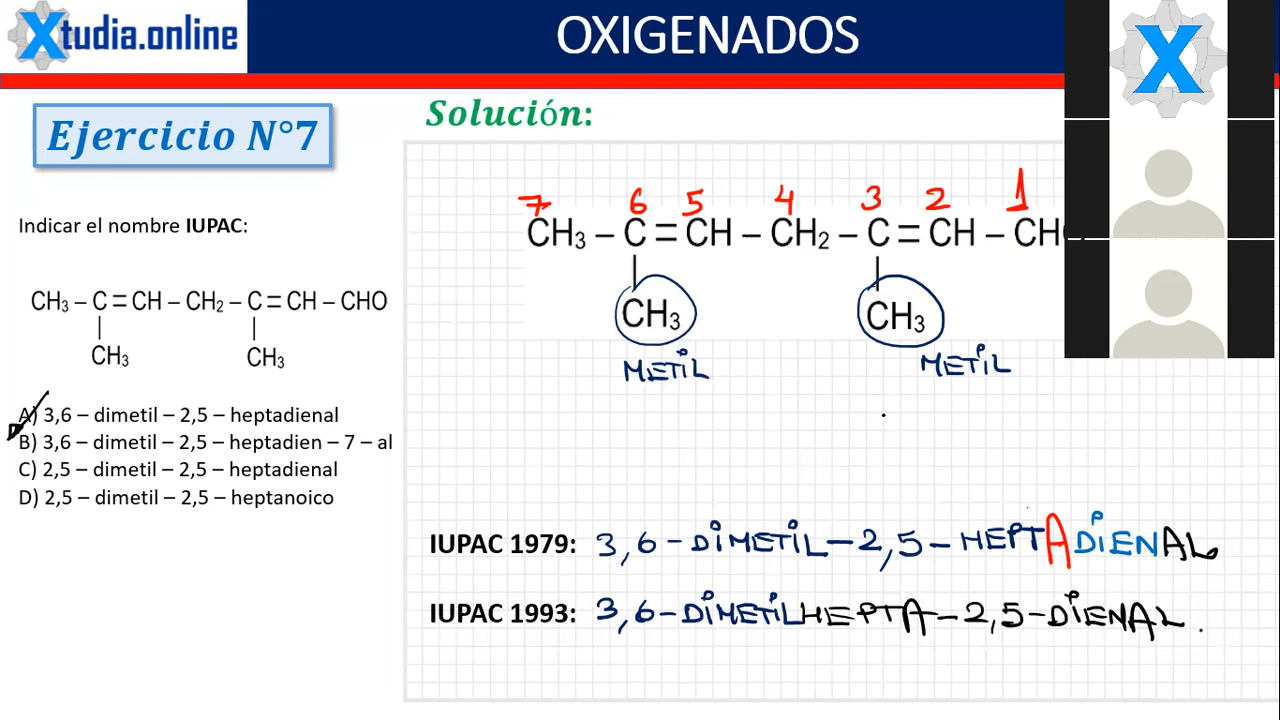 Xtudia.online
OXIGENADOS
X
Ejercicio N°7
Solución:
Indicar el nombre IUPAC:
CH₃ – C = CH – CH₂ – C = CH – CHO
| |
CH₃ CH₃
A) 3,6 – dimetil – 2,5 – heptadienal
B) 3,6 – dimetil – 2,5 – heptadien – 7 – al
C) 2,5 – dimetil – 2,5 – heptadienal
D) 2,5 – dimetil – 2,5 – heptanoico
7 6 5 4 3 2 1
CH₃ – C = CH – CH₂ – C = CH – CH
| |
CH₃ CH₃
METIL METIL
IUPAC 1979: 3,6-DIMETIL-2,5-HEPTADIENAL
IUPAC 1993: 3,6-DIMETILHEPTA-2,5-DIENAL.